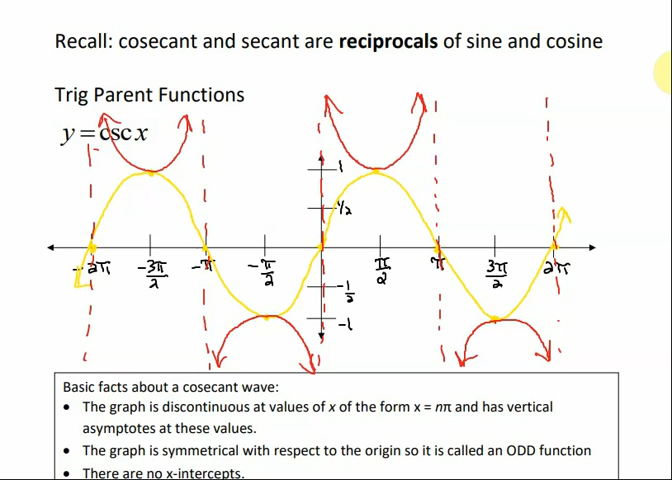 Recall: cosecant and secant are reciprocals of sine and cosine
Trig Parent Functions
y = csc x
1
1/2
-2π -3π/2 -π -π/2 π/2 π 3π/2 2π
-1/2
-1
Basic facts about a cosecant wave:
• The graph is discontinuous at values of x of the form x = nπ and has vertical
asymptotes at these values.
• The graph is symmetrical with respect to the origin so it is called an ODD function
• There are no x-intercepts.